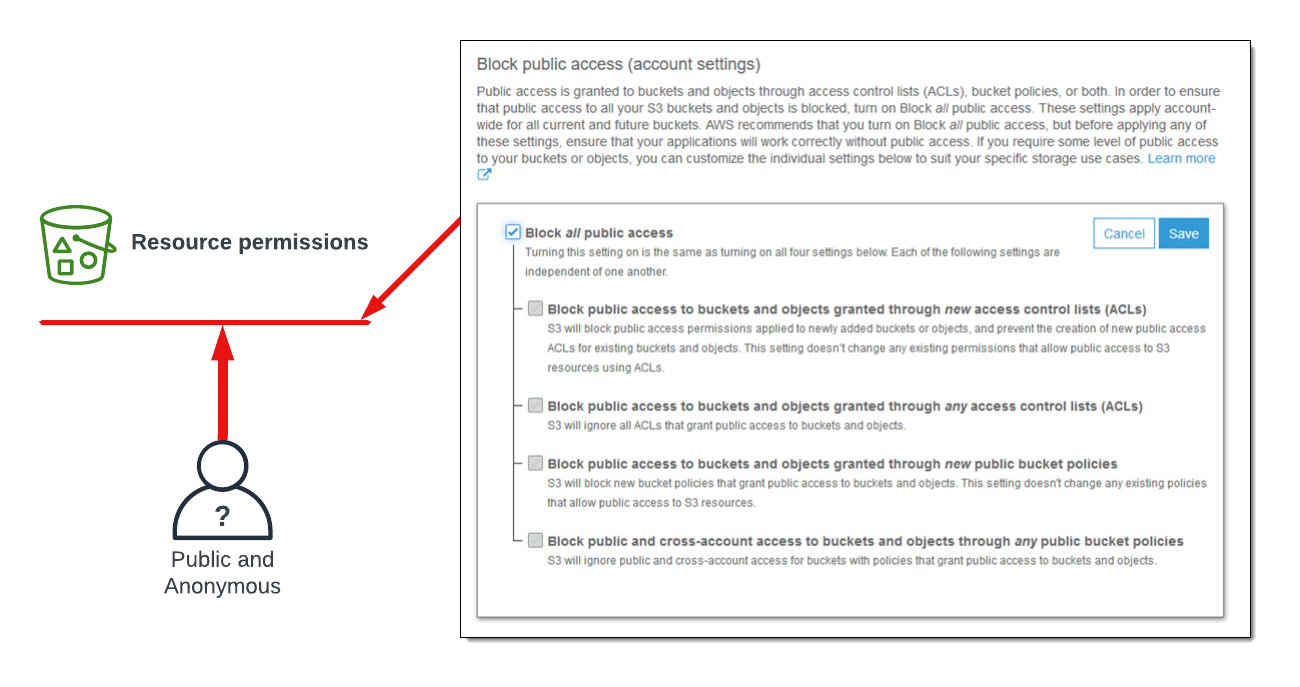 Block public access (account settings)
Public access is granted to buckets and objects through access control lists (ACLs), bucket policies, or both. In order to ensure
that public access to all your S3 buckets and objects is blocked, turn on Block all public access. These settings apply account-
wide for all current and future buckets. AWS recommends that you turn on Block all public access, but before applying any of
these settings, ensure that your applications will work correctly without public access. If you require some level of public access
to your buckets or objects, you can customize the individual settings below to suit your specific storage use cases. Learn more
Resource permissions
Block all public access
Cancel
Save
Turning this setting on is the same as turning on all four settings below. Each of the following settings are
independent of one another.
Block public access to buckets and objects granted through new access control lists (ACLs)
S3 will block public access permissions applied to newly added buckets or objects, and prevent the creation of new public access
ACLs for existing buckets and objects. This setting doesn't change any existing permissions that allow public access to S3
resources using ACLs.
Block public access to buckets and objects granted through any access control lists (ACLs)
S3 will ignore all ACLs that grant public access to buckets and objects.
Block public access to buckets and objects granted through new public bucket policies
S3 will block new bucket policies that grant public access to buckets and objects. This setting doesn't change any existing policies
that allow public access to S3 resources.
Block public and cross-account access to buckets and objects through any public bucket policies
S3 will ignore public and cross-account access for buckets with policies that grant public access to buckets and objects.
?
Public and
Anonymous